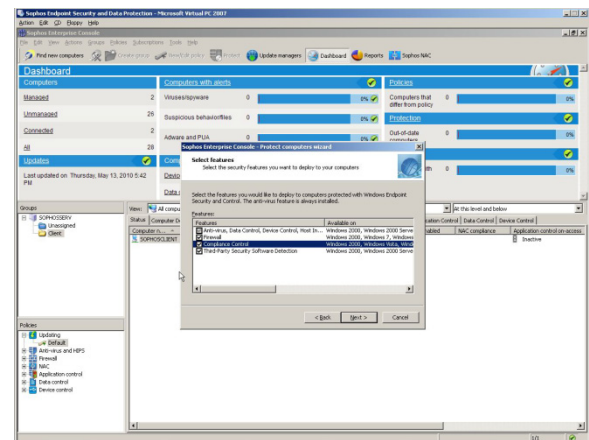 Sophos Endpoint Security and Data Protection - Microsoft Virtual PC 2007
Action Edit CD Floppy Help
Sophos Enterprise Console
File Edit View Actions Groups Policies Subscriptions Tools Help
Find new computers Create group View/Edit policy Protect Update managers Dashboard Reports Sophos NAC
Dashboard
Computers Computers with alerts Policies
Managed 2 Viruses/spyware 0 0% Computers that differ from policy 0%
Unmanaged 26 Suspicious behavior/files 0 0% Protection
Connected 2 Adware and PUA 0 Out-of-date computers 0%
All 28
Updates
Last updated on Thursday, May 13, 2010 5:42 PM
Sophos Enterprise Console - Protect computers wizard
Select features
Select the security features you want to deploy to your computers
Select the features you would like to deploy to computers protected with Windows Endpoint
Security and Control. The anti-virus feature is always installed.
Features:
Features Available on
Anti-virus, Data Control, Device Control, Host In... Windows 2000, Windows 2000 Serve
Firewall Windows 2000, Windows 7, Windows
Compliance Control Windows 2000, Windows Vista, Wind
Third-Party Security Software Detection Windows 2000, Windows 2000 Serve
< Back Next > Cancel
Groups View: All compu At this level and below
SOPHOSSERV
Unassigned
Client
Status Computer De Data Control Device Control
Computer n... NAC compliance Application control on-access
SOPHOSCLIENT Inactive
Policies
Updating
Default
Anti-virus and HIPS
Firewall
NAC
Application control
Data control
Device control